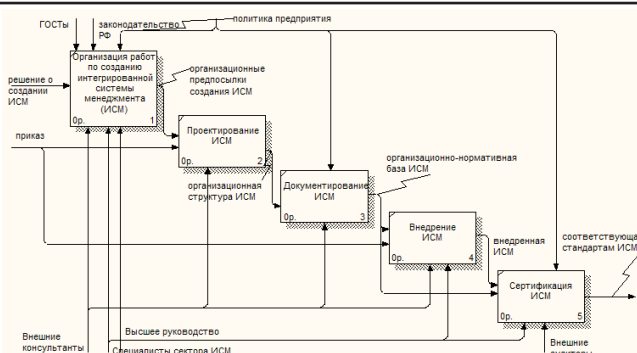 ГОСТы
законодательство
РФ
политика предприятия
Организация работ
по созданию
интегрированной
системы
менеджмента
(ИСМ)
0р. 1
решение о
создании
ИСМ
организационные
предпосылки
создания ИСМ
приказ
Проектирование
ИСМ
0р. 2
организационная
структура ИСМ
Документирование
ИСМ
0р. 3
организационно-нормативная
база ИСМ
Внедрение
ИСМ
0р. 4
внедренная
ИСМ
соответствующа
стандартам ИСМ
Сертификация
ИСМ
0р. 5
Внешние
консультанты
Высшее руководство
Специалисты сектора ИСМ
Внешние